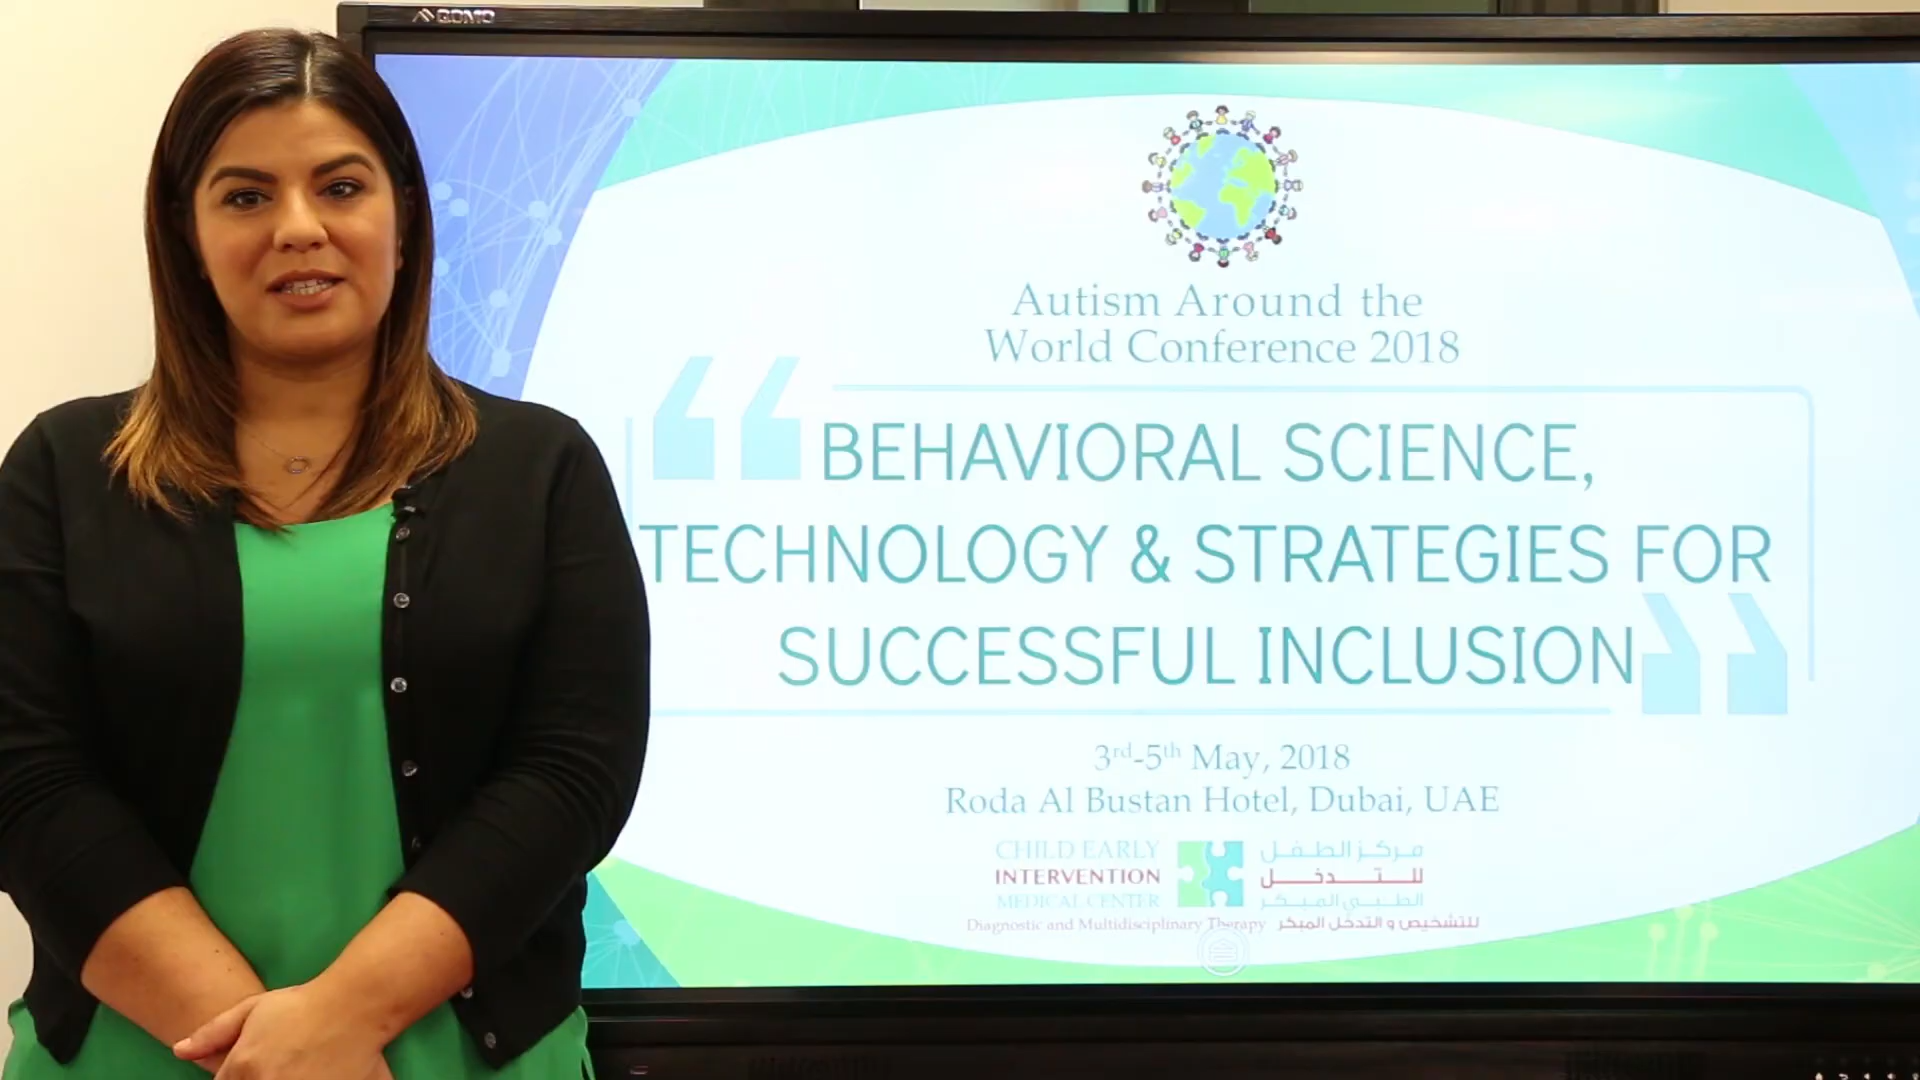 QOMO
Autism Around the
World Conference 2018
“BEHAVIORAL SCIENCE,
TECHNOLOGY & STRATEGIES FOR
SUCCESSFUL INCLUSION”
3rd-5th May, 2018
Roda Al Bustan Hotel, Dubai, UAE
CHILD EARLY
INTERVENTION
MEDICAL CENTER
مركز الطفل
للتدخل
الطبي المبكر
Diagnostic and Multidisciplinary Therapy للتشخيص و التدخل المبكر